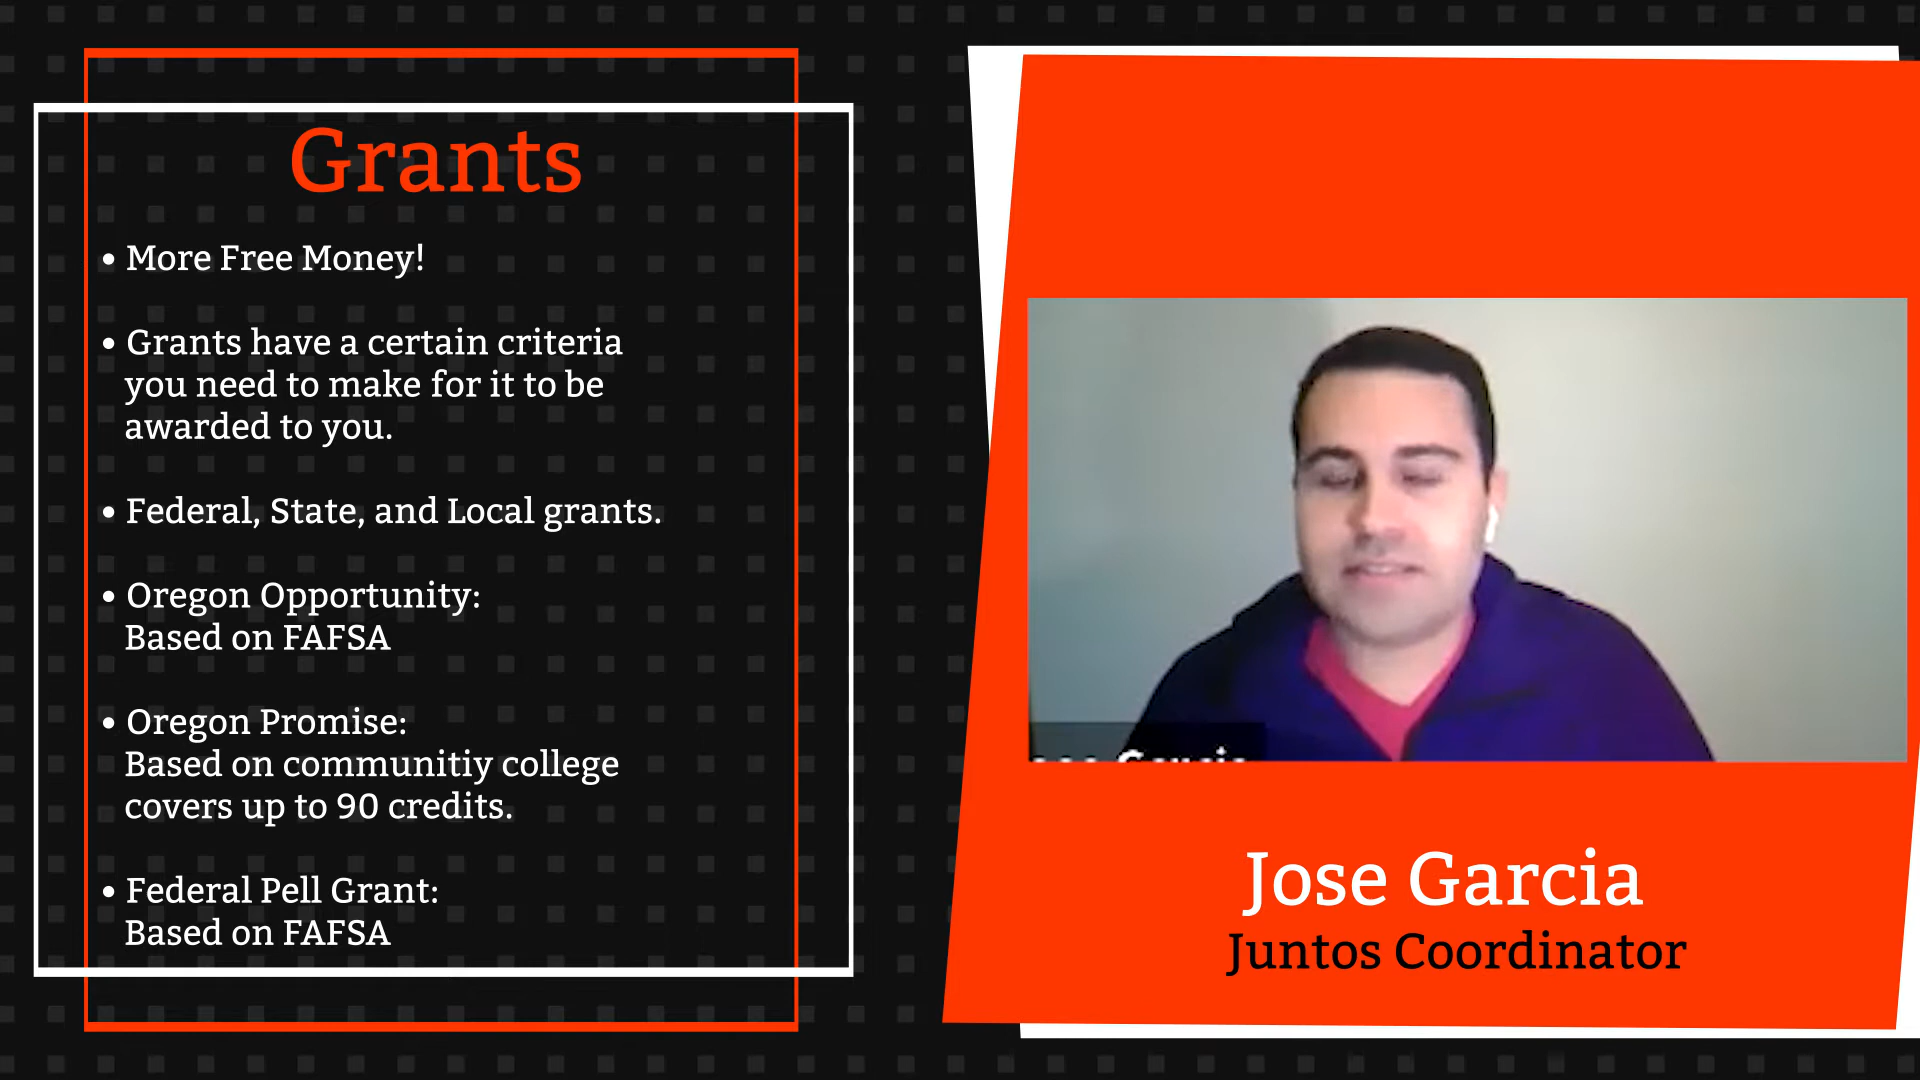 Grants
• More Free Money!
• Grants have a certain criteria
you need to make for it to be
awarded to you.
• Federal, State, and Local grants.
• Oregon Opportunity:
Based on FAFSA
• Oregon Promise:
Based on communitiy college
covers up to 90 credits.
• Federal Pell Grant:
Based on FAFSA
Jose Garcia
Juntos Coordinator